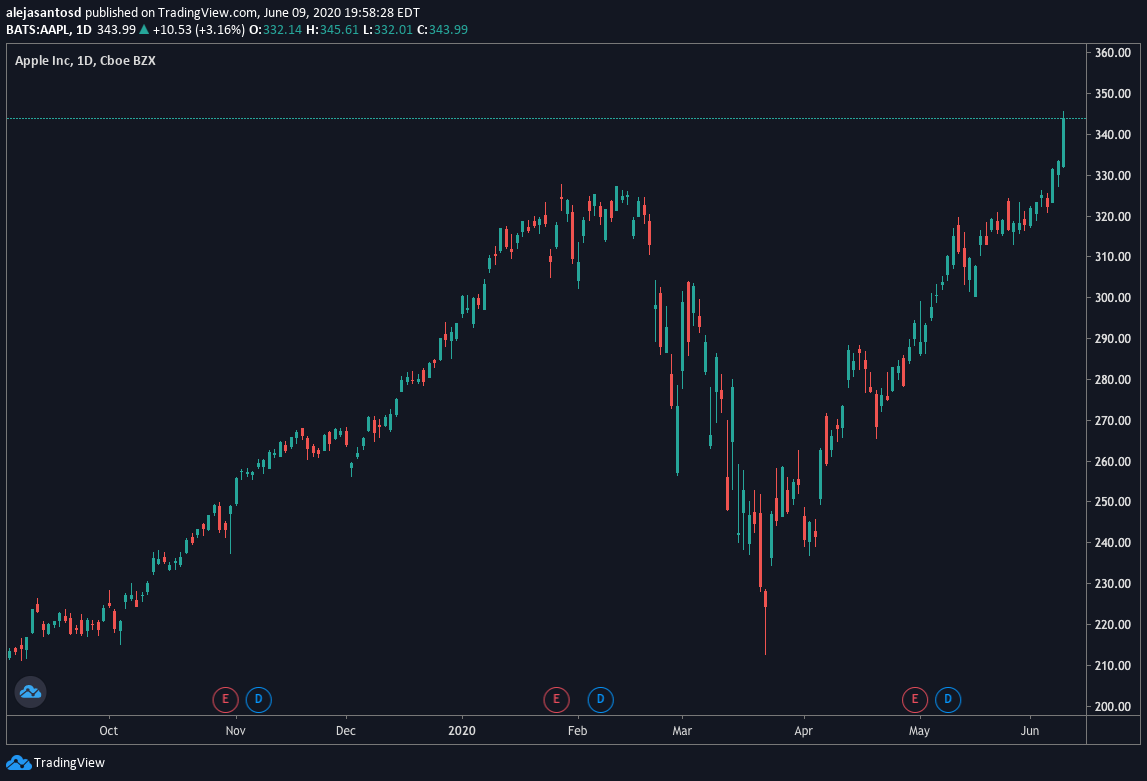 alejasantosd published on TradingView.com, June 09, 2020 19:58:28 EDT
BATS:AAPL, 1D 343.99 ▲ +10.53 (+3.16%) O:332.14 H:345.61 L:332.01 C:343.99
Apple Inc, 1D, Cboe BZX
360.00
350.00
340.00
330.00
320.00
310.00
300.00
290.00
280.00
270.00
260.00
250.00
240.00
230.00
220.00
210.00
200.00
E D E D E D
Oct Nov Dec 2020 Feb Mar Apr May Jun
TradingView